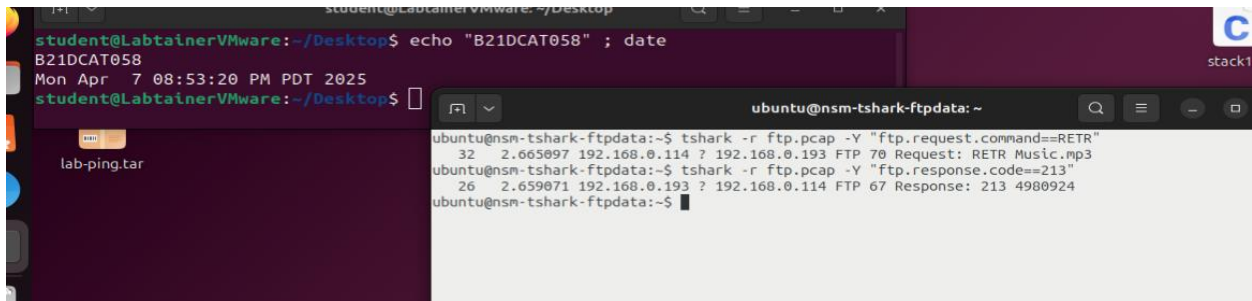 student@LabtainerVMware: ~/Desktop
student@LabtainerVMware:~/Desktop$ echo "B21DCAT058" ; date
B21DCAT058
Mon Apr  7 08:53:20 PM PDT 2025
student@LabtainerVMware:~/Desktop$
stack1
lab-ping.tar
ubuntu@nsm-tshark-ftpdata: ~
ubuntu@nsm-tshark-ftpdata:~$ tshark -r ftp.pcap -Y "ftp.request.command==RETR"
32   2.665097 192.168.0.114 ? 192.168.0.193 FTP 70 Request: RETR Music.mp3
ubuntu@nsm-tshark-ftpdata:~$ tshark -r ftp.pcap -Y "ftp.response.code==213"
26   2.659071 192.168.0.193 ? 192.168.0.114 FTP 67 Response: 213 4980924
ubuntu@nsm-tshark-ftpdata:~$